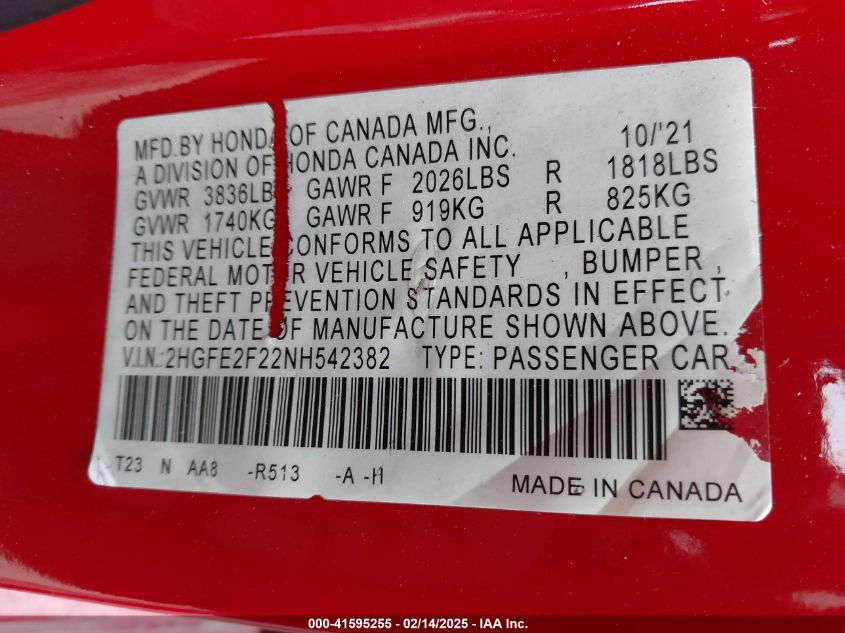 MFD.BY HONDA OF CANADA MFG., 10/'21
A DIVISION OF HONDA CANADA INC.
GVWR 3836LBS GAWR F 2026LBS R 1818LBS
GVWR 1740KG GAWR F 919KG R 825KG
THIS VEHICLE CONFORMS TO ALL APPLICABLE
FEDERAL MOTOR VEHICLE SAFETY , BUMPER ,
AND THEFT PREVENTION STANDARDS IN EFFECT
ON THE DATE OF MANUFACTURE SHOWN ABOVE.
V.I.N.:2HGFE2F22NH542382 TYPE: PASSENGER CAR
T23 N AA8 -R513 -A -H
MADE IN CANADA
000-41595255 — 02/14/2025 — IAA Inc.